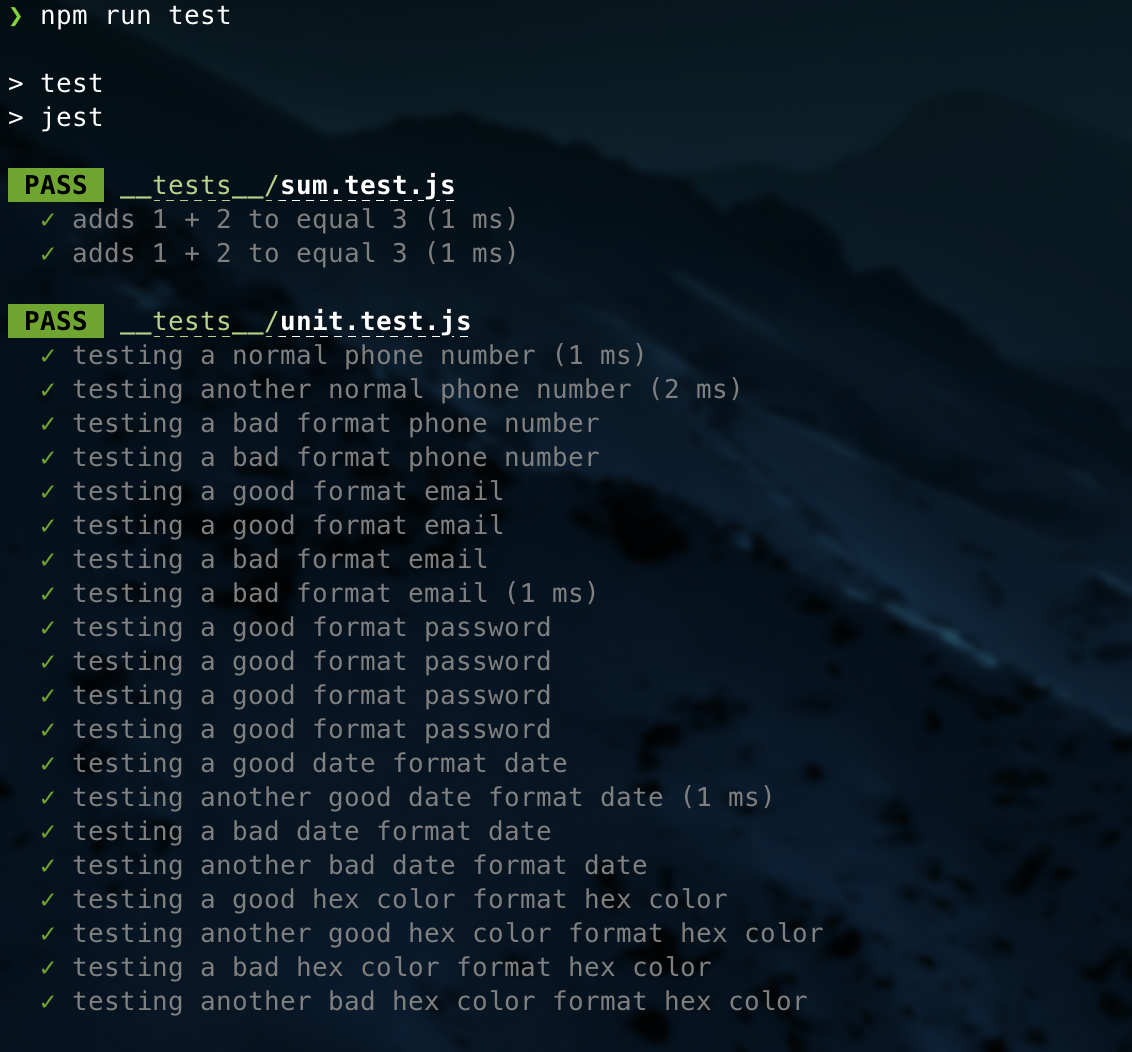 ❯ npm run test
> test
> jest
PASS __tests__/sum.test.js
✓ adds 1 + 2 to equal 3 (1 ms)
✓ adds 1 + 2 to equal 3 (1 ms)
PASS __tests__/unit.test.js
✓ testing a normal phone number (1 ms)
✓ testing another normal phone number (2 ms)
✓ testing a bad format phone number
✓ testing a bad format phone number
✓ testing a good format email
✓ testing a good format email
✓ testing a bad format email
✓ testing a bad format email (1 ms)
✓ testing a good format password
✓ testing a good format password
✓ testing a good format password
✓ testing a good format password
✓ testing a good date format date
✓ testing another good date format date (1 ms)
✓ testing a bad date format date
✓ testing another bad date format date
✓ testing a good hex color format hex color
✓ testing another good hex color format hex color
✓ testing a bad hex color format hex color
✓ testing another bad hex color format hex color